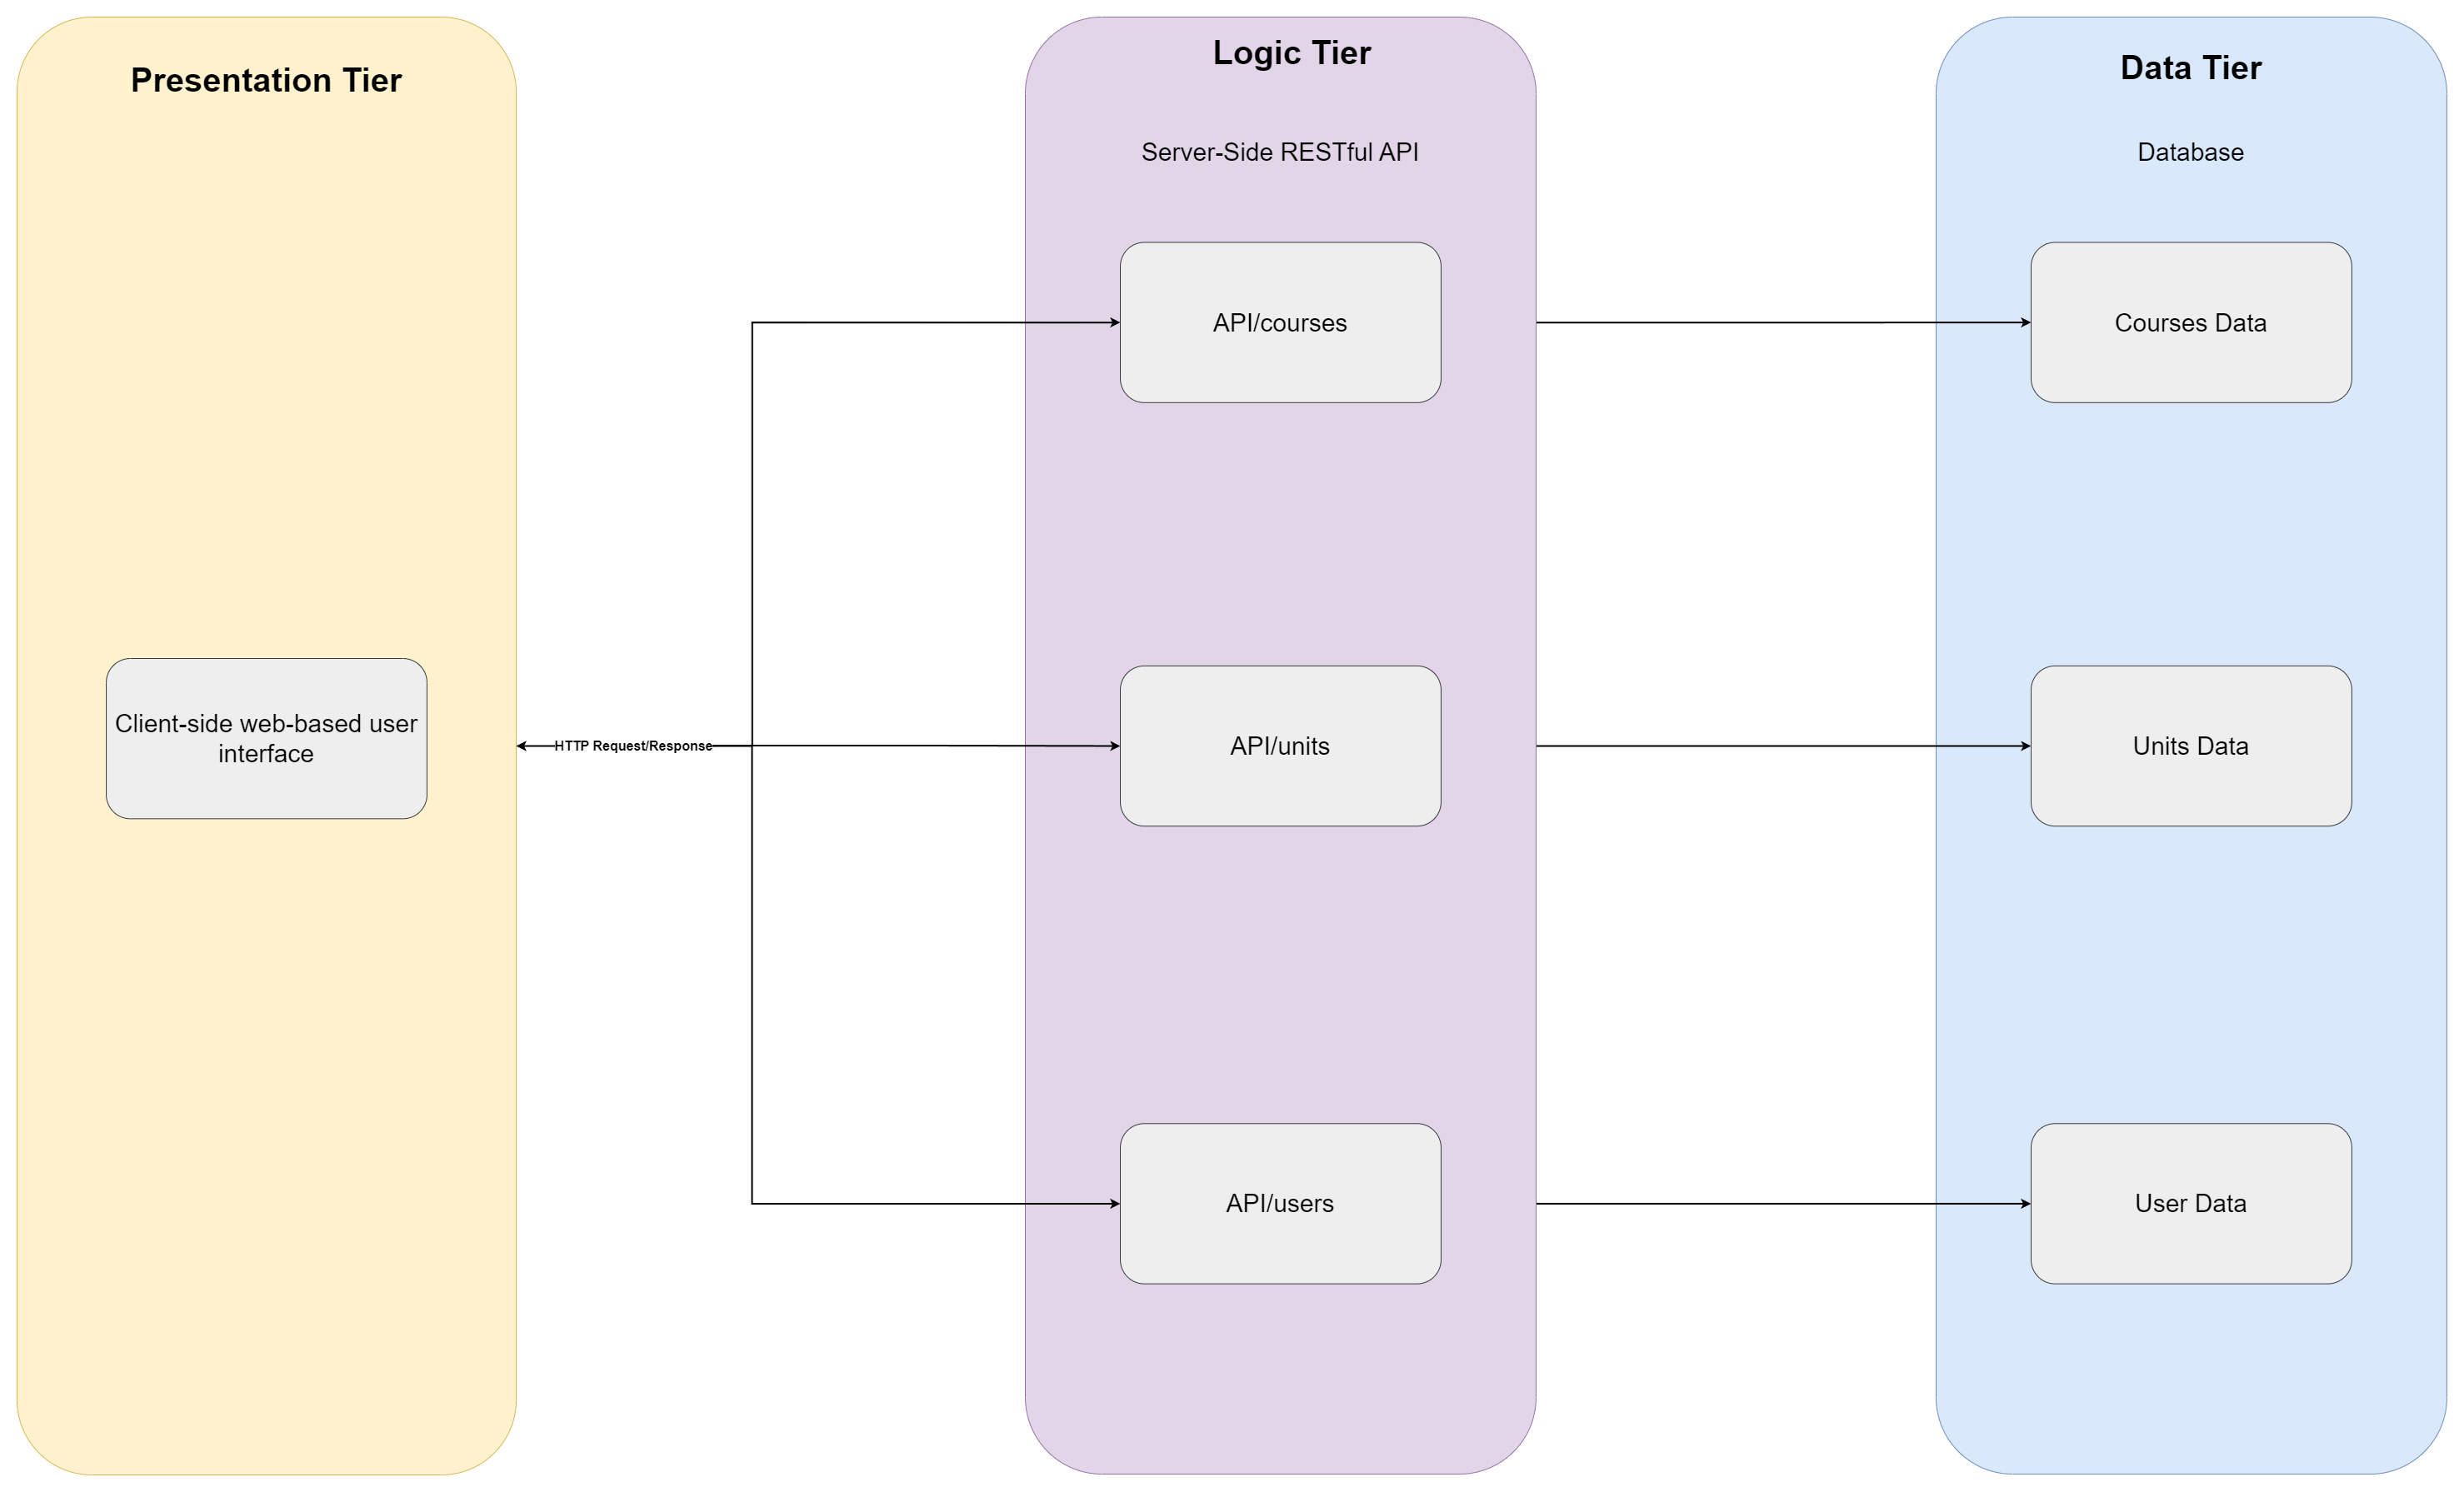 Presentation Tier
Client-side web-based user
interface
HTTP Request/Response
Logic Tier
Server-Side RESTful API
API/courses
API/units
API/users
Data Tier
Database
Courses Data
Units Data
User Data